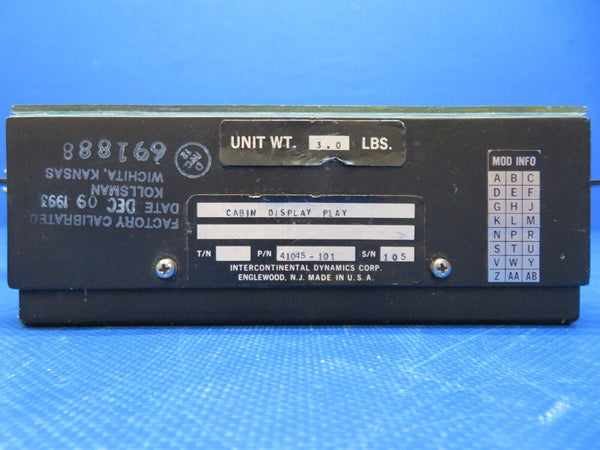 UNIT WT. 3.0 LBS.
691888
WICHITA, KANSAS
KOLLSMAN
DATE DEC 09 1993
FACTORY CALIBRATED
CABIN DISPLAY PLAY
T/N P/N 41045-101 S/N 105
INTERCONTINENTAL DYNAMICS CORP.
ENGLEWOOD, N.J. MADE IN U.S.A.
MOD INFO
A B C
D E F
G H J
K L M
N P R
S T U
V W Y
Z AA AB